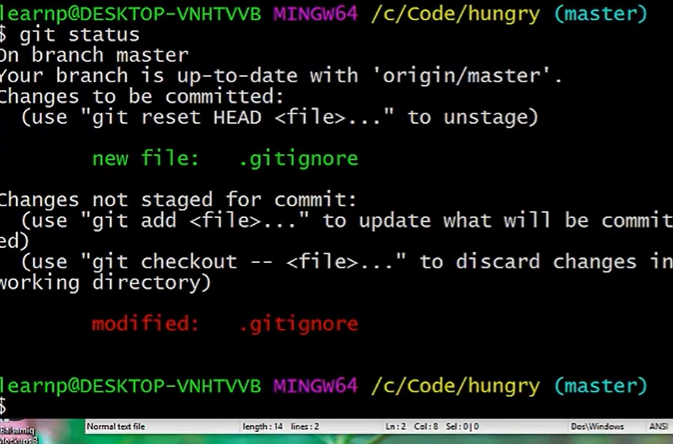 learnp@DESKTOP-VNHTVVB MINGW64 /c/Code/hungry (master)
$ git status
On branch master
Your branch is up-to-date with 'origin/master'.
Changes to be committed:
(use "git reset HEAD <file>..." to unstage)
new file: .gitignore
Changes not staged for commit:
(use "git add <file>..." to update what will be commit
ed)
(use "git checkout -- <file>..." to discard changes in
working directory)
modified: .gitignore
learnp@DESKTOP-VNHTVVB MINGW64 /c/Code/hungry (master)
$
Normal text file length : 14 lines : 2 Ln : 2 Col : 8 Sel : 0 | 0 Dos\Windows ANSI